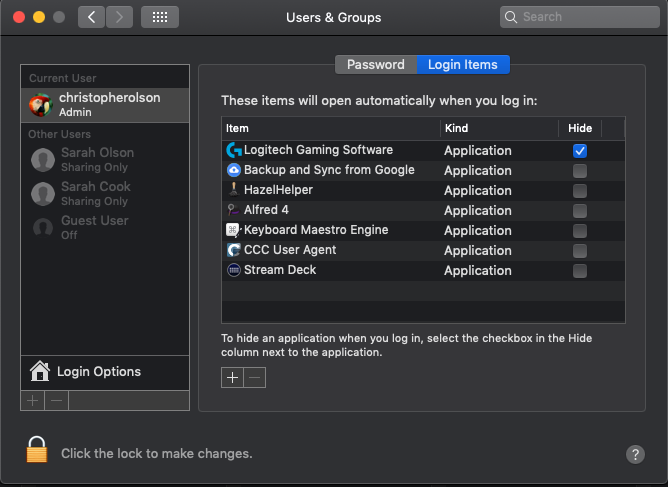 Users & Groups
Search
Password
Login Items
Current User
christopherolson
Admin
Other Users
Sarah Olson
Sharing Only
Sarah Cook
Sharing Only
Guest User
Off
Login Options
These items will open automatically when you log in:
Item Kind Hide
Logitech Gaming Software Application
Backup and Sync from Google Application
HazelHelper Application
Alfred 4 Application
Keyboard Maestro Engine Application
CCC User Agent Application
Stream Deck Application
To hide an application when you log in, select the checkbox in the Hide
column next to the application.
+ −
+ −
Click the lock to make changes.
?